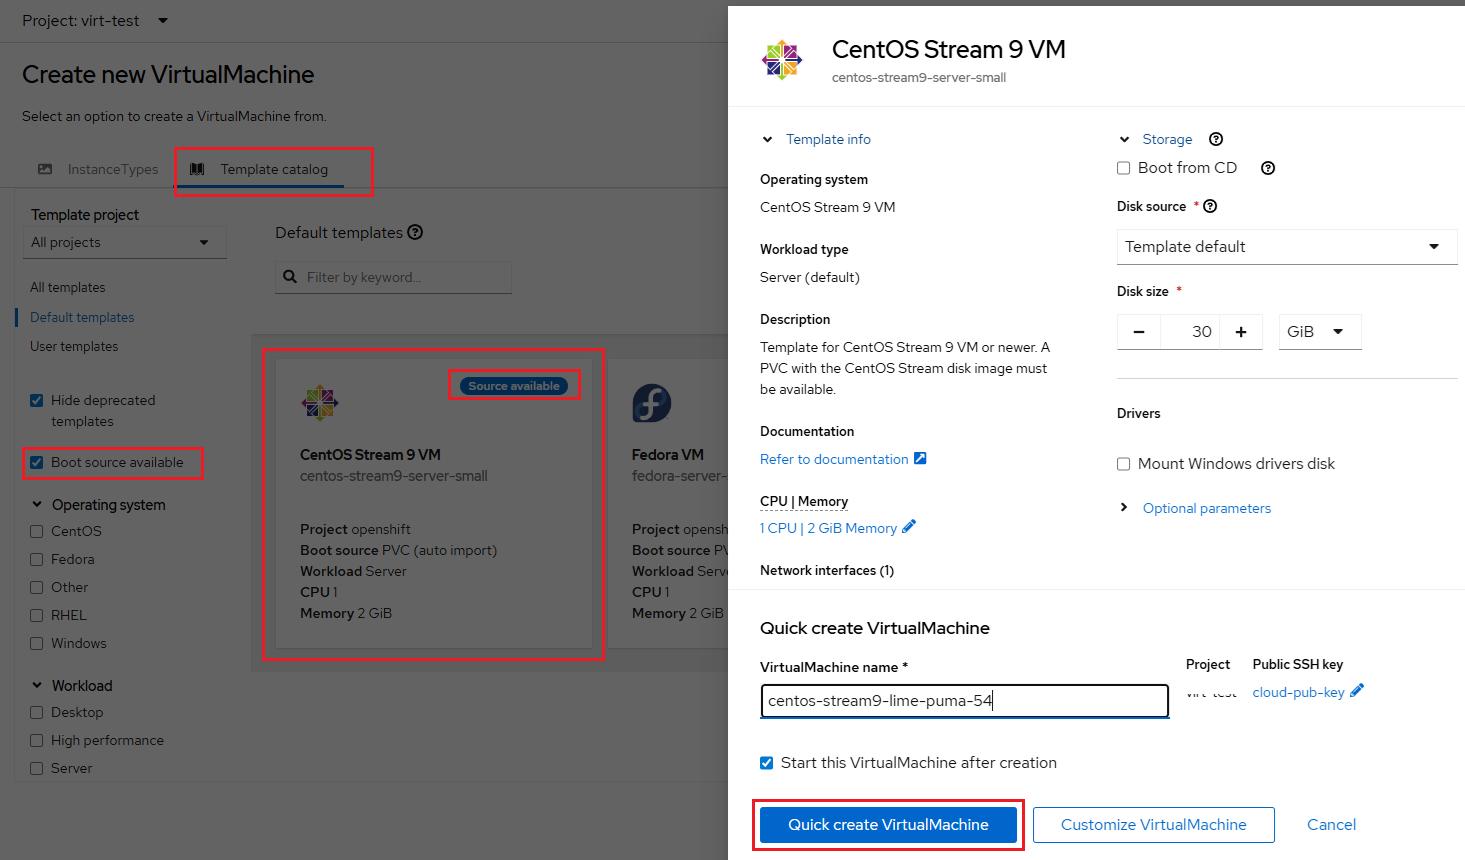 Project: virt-test
Create new VirtualMachine
Select an option to create a VirtualMachine from.
InstanceTypes
Template catalog
Template project
All projects
All templates
Default templates
User templates
Hide deprecated
templates
Boot source available
Operating system
CentOS
Fedora
Other
RHEL
Windows
Workload
Desktop
High performance
Server
Default templates
Filter by keyword...
Source available
CentOS Stream 9 VM
centos-stream9-server-small
Project openshift
Boot source PVC (auto import)
Workload Server
CPU 1
Memory 2 GiB
Fedora VM
fedora-server-
Project opensh
Boot source PV
Workload Serv
CPU 1
Memory 2 GiB
CentOS Stream 9 VM
centos-stream9-server-small
Template info
Operating system
CentOS Stream 9 VM
Workload type
Server (default)
Description
Template for CentOS Stream 9 VM or newer. A
PVC with the CentOS Stream disk image must
be available.
Documentation
Refer to documentation
CPU | Memory
1 CPU | 2 GiB Memory
Network interfaces (1)
Storage
Boot from CD
Disk source *
Template default
Disk size *
30
GiB
Drivers
Mount Windows drivers disk
Optional parameters
Quick create VirtualMachine
VirtualMachine name *
centos-stream9-lime-puma-54
Project
Public SSH key
cloud-pub-key
Start this VirtualMachine after creation
Quick create VirtualMachine
Customize VirtualMachine
Cancel